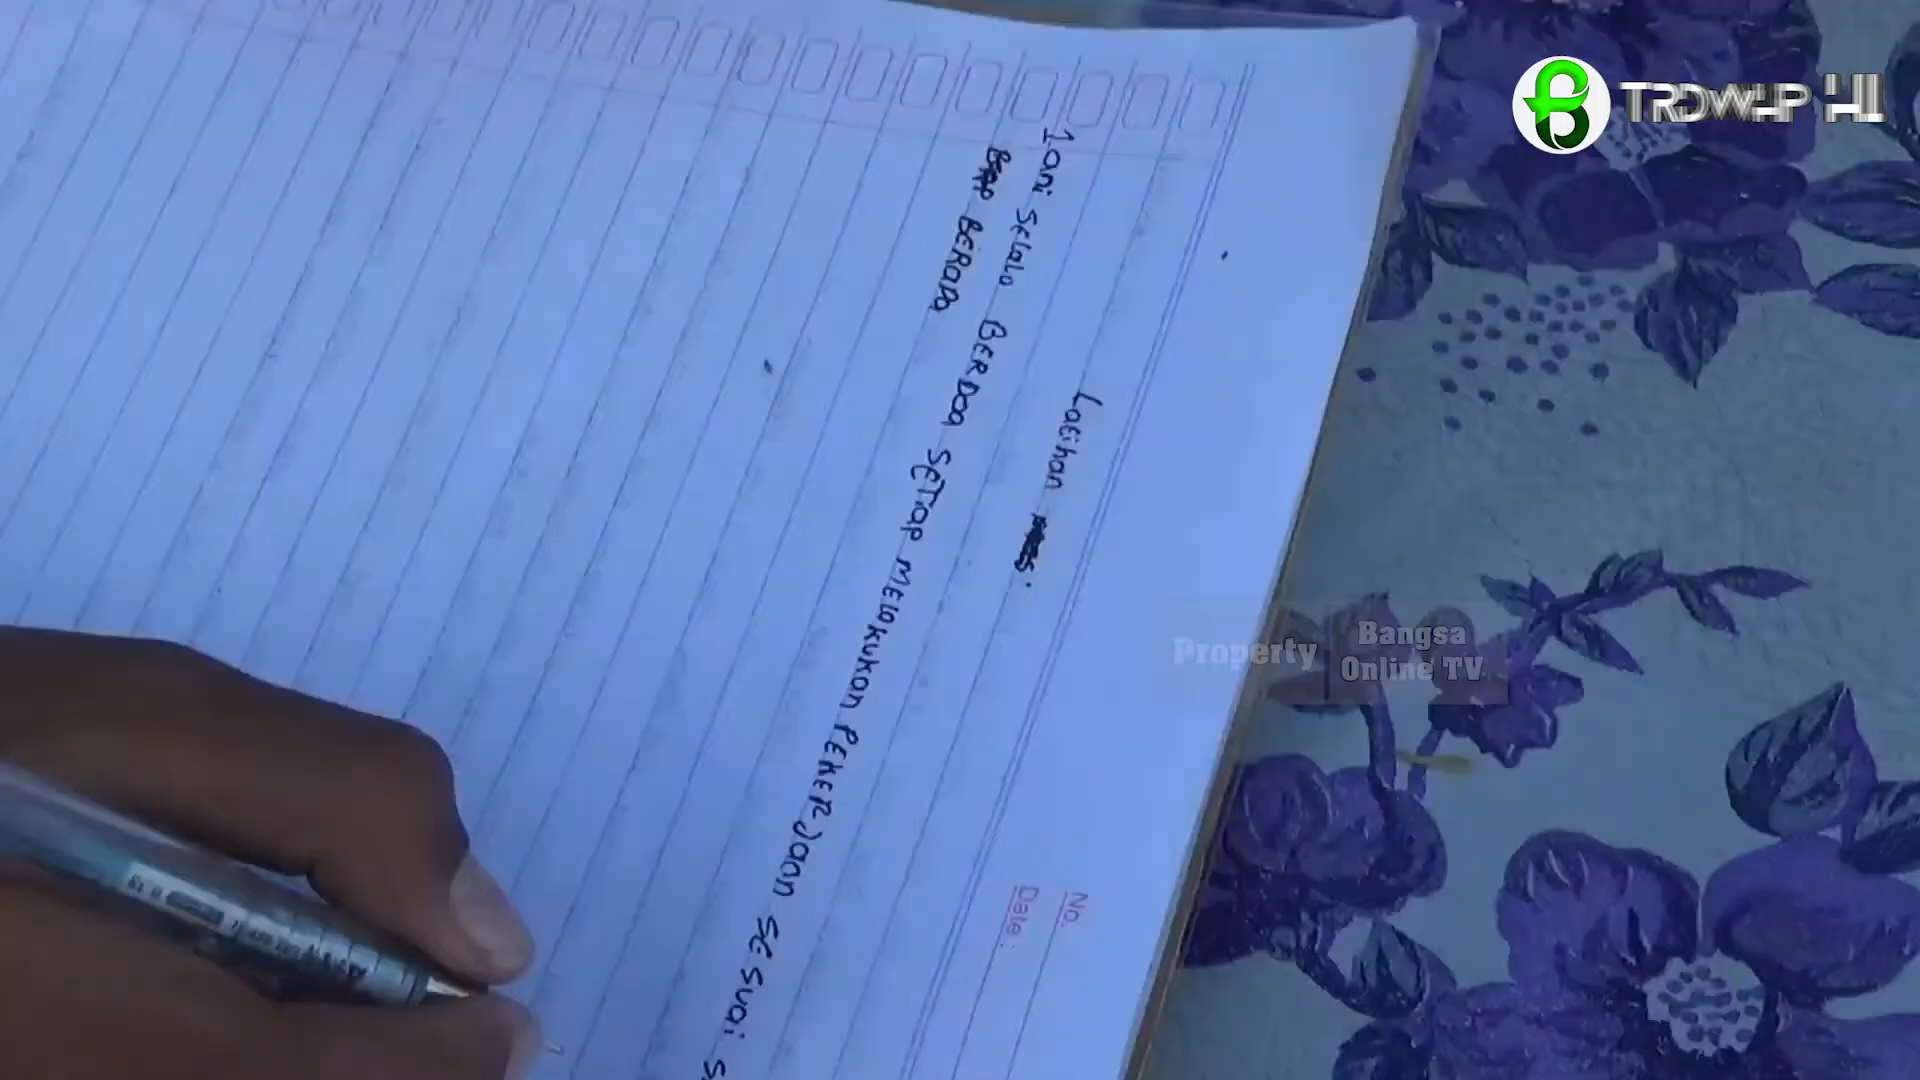 Latihan
1. ani SElalu BERDoa SETiap MElakukan PEkERJaan SESuai
BERaDa
No.
Date:
Property Bangsa Online TV